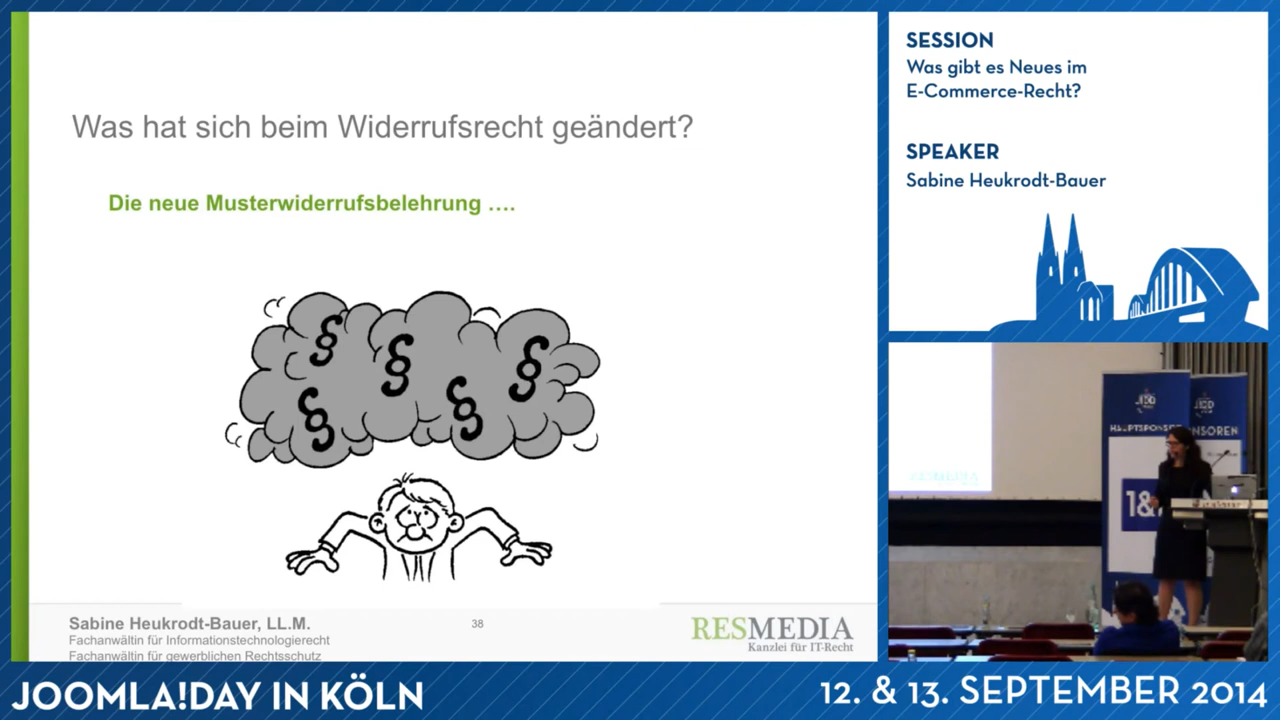 Was hat sich beim Widerrufsrecht geändert?
Die neue Musterwiderrufsbelehrung ….
§ § § § §
Sabine Heukrodt-Bauer, LL.M.
Fachanwältin für Informationstechnologierecht
Fachanwältin für gewerblichen Rechtsschutz
38
RESMEDIA
Kanzlei für IT-Recht
SESSION
Was gibt es Neues im
E-Commerce-Recht?
SPEAKER
Sabine Heukrodt-Bauer
RESMEDIA
HAUPTSPONSOREN
1&
JOOMLA!DAY IN KÖLN
12. & 13. SEPTEMBER 2014